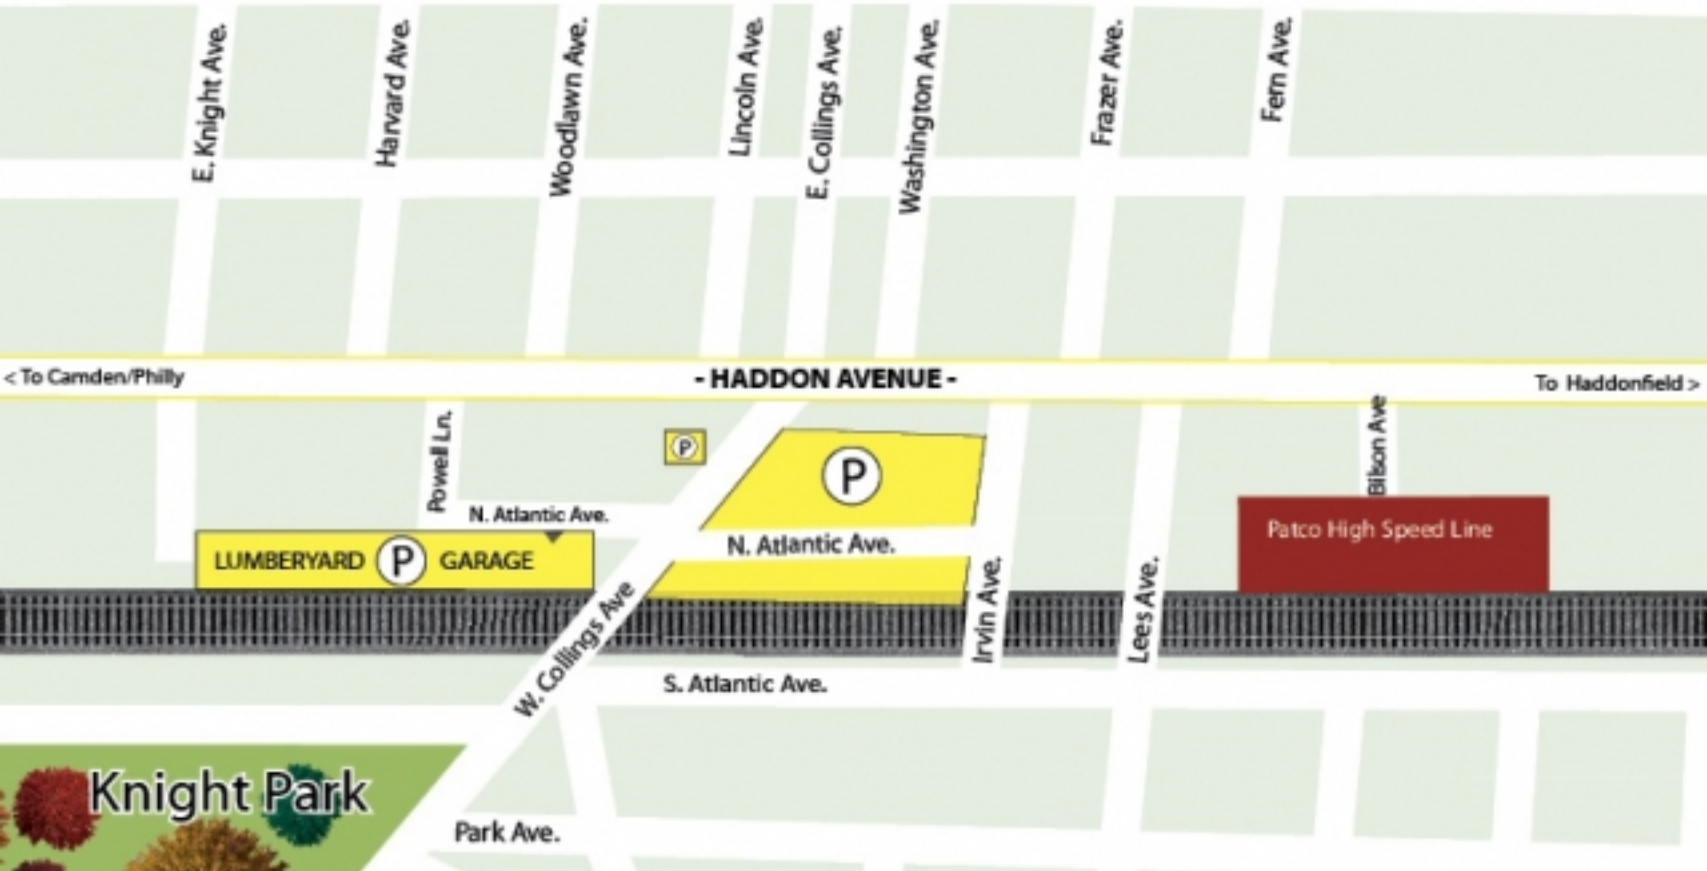 E. Knight Ave.
Harvard Ave.
Woodlawn Ave.
Lincoln Ave.
E. Collings Ave.
Washington Ave.
Frazer Ave.
Fern Ave.
< To Camden/Philly
- HADDON AVENUE -
To Haddonfield >
Powell Ln.
P
P
Bilson Ave
N. Atlantic Ave.
Patco High Speed Line
N. Atlantic Ave.
LUMBERYARD P GARAGE
W. Collings Ave
Irvin Ave.
Lees Ave.
S. Atlantic Ave.
Knight Park
Park Ave.